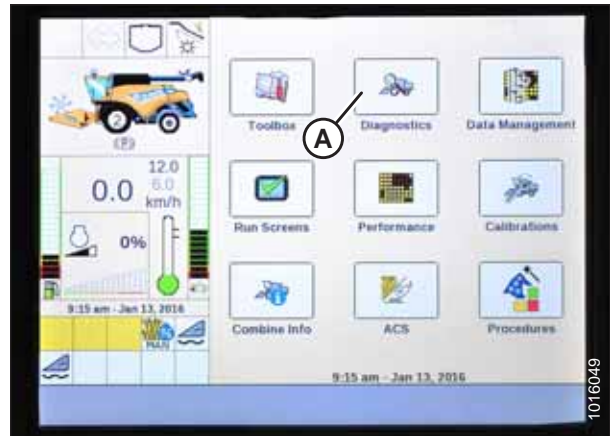 Toolbox
Diagnostics
Data Management
A
2
(P)
12.0
6.0
0.0
km/h
0%
Run Screens
Performance
Calibrations
9:15 am - Jan 13, 2016
MAN
Combine Info
ACS
Procedures
9:15 am - Jan 13, 2016
1016049